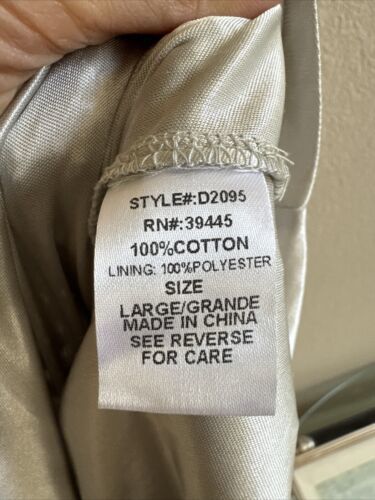 STYLE#:D2095
RN#:39445
100%COTTON
LINING: 100%POLYESTER
SIZE
LARGE/GRANDE
MADE IN CHINA
SEE REVERSE
FOR CARE